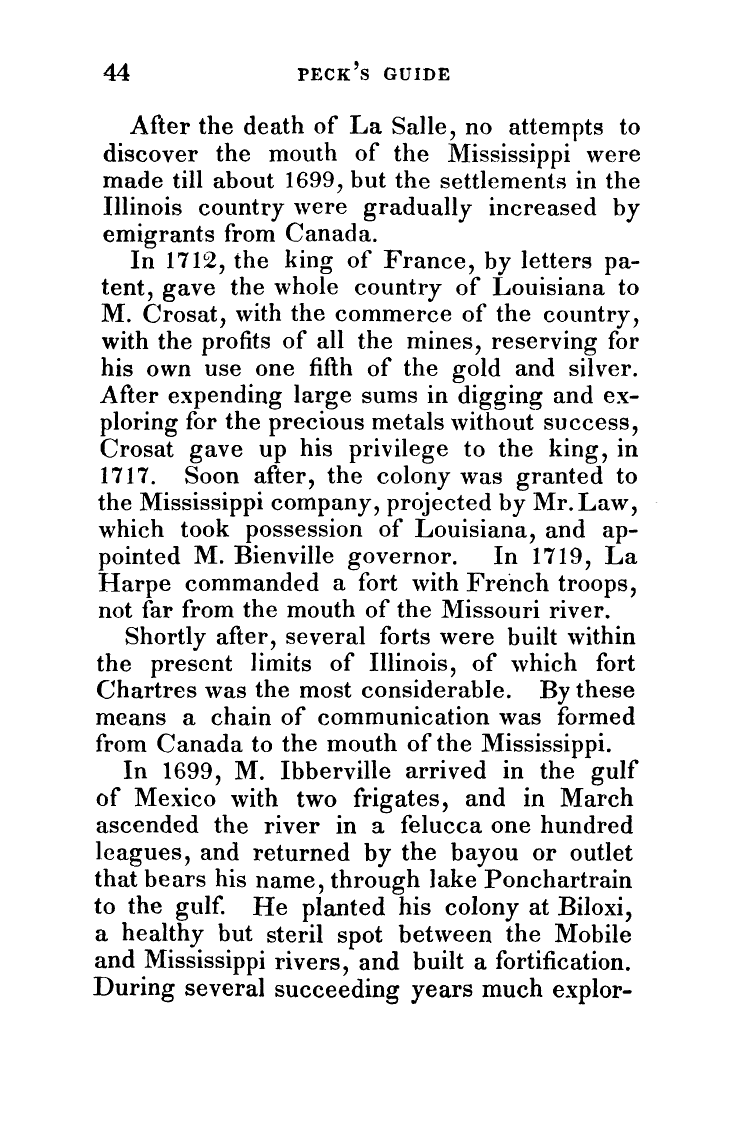 44 PECK'S GUIDE
After the death of La Salle, no attempts to
discover the mouth of the Mississippi were
made till about 1699, but the settlements in the
Illinois country were gradually increased by
emigrants from Canada.
In 1712, the king of France, by letters pa-
tent, gave the whole country of Louisiana to
M. Crosat, with the commerce of the country,
with the profits of all the mines, reserving for
his own use one fifth of the gold and silver.
After expending large sums in digging and ex-
ploring for the precious metals without success,
Crosat gave up his privilege to the king, in
1717. Soon after, the colony was granted to
the Mississippi company, projected by Mr. Law,
which took possession of Louisiana, and ap-
pointed M. Bienville governor. In 1719, La
Harpe commanded a fort with French troops,
not far from the mouth of the Missouri river.
Shortly after, several forts were built within
the present limits of Illinois, of which fort
Chartres was the most considerable. By these
means a chain of communication was formed
from Canada to the mouth of the Mississippi.
In 1699, M. Ibberville arrived in the gulf
of Mexico with two frigates, and in March
ascended the river in a felucca one hundred
leagues, and returned by the bayou or outlet
that bears his name, through lake Ponchartrain
to the gulf. He planted his colony at Biloxi,
a healthy but steril spot between the Mobile
and Mississippi rivers, and built a fortification.
During several succeeding years much explor-